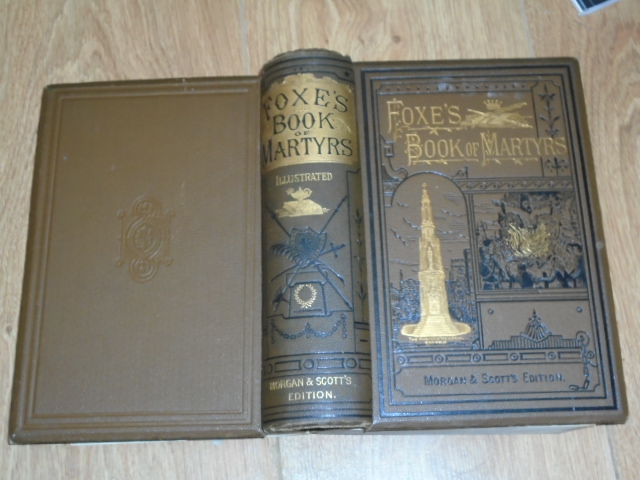 FOXE'S
BOOK
OF
MARTYRS
ILLUSTRATED
MORGAN & SCOTT'S
EDITION.
FOXE'S
BOOK OF MARTYRS
MORGAN & SCOTT'S EDITION.